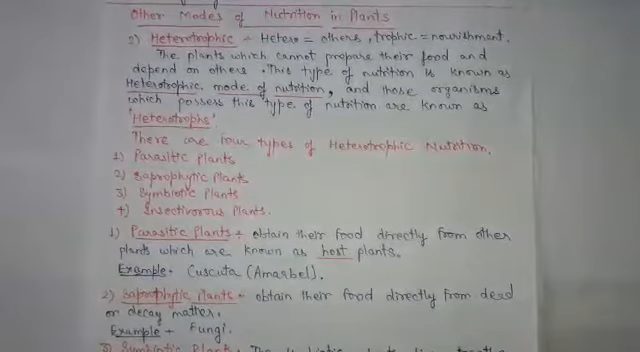 Other Modes of Nutrition in Plants
2) Heterotrophic - Hetero = others, trophic = nourishment.
The plants which cannot prepare their food and
depend on others. This type of nutrition is known as
Heterotrophic mode of nutrition, and those organisms
which possess this type of nutrition are known as
'Heterotrophs'.
There are four types of Heterotrophic Nutrition.
1) Parasitic Plants
2) Saprophytic Plants
3) Symbiotic Plants
4) Insectivorous Plants.
1) Parasitic Plants - obtain their food directly from other
plants which are known as host plants.
Example - Cuscuta (Amarbel).
2) Saprophytic Plants - obtain their food directly from dead
or decay matter.
Example - Fungi.
3) Symbiotic Plant